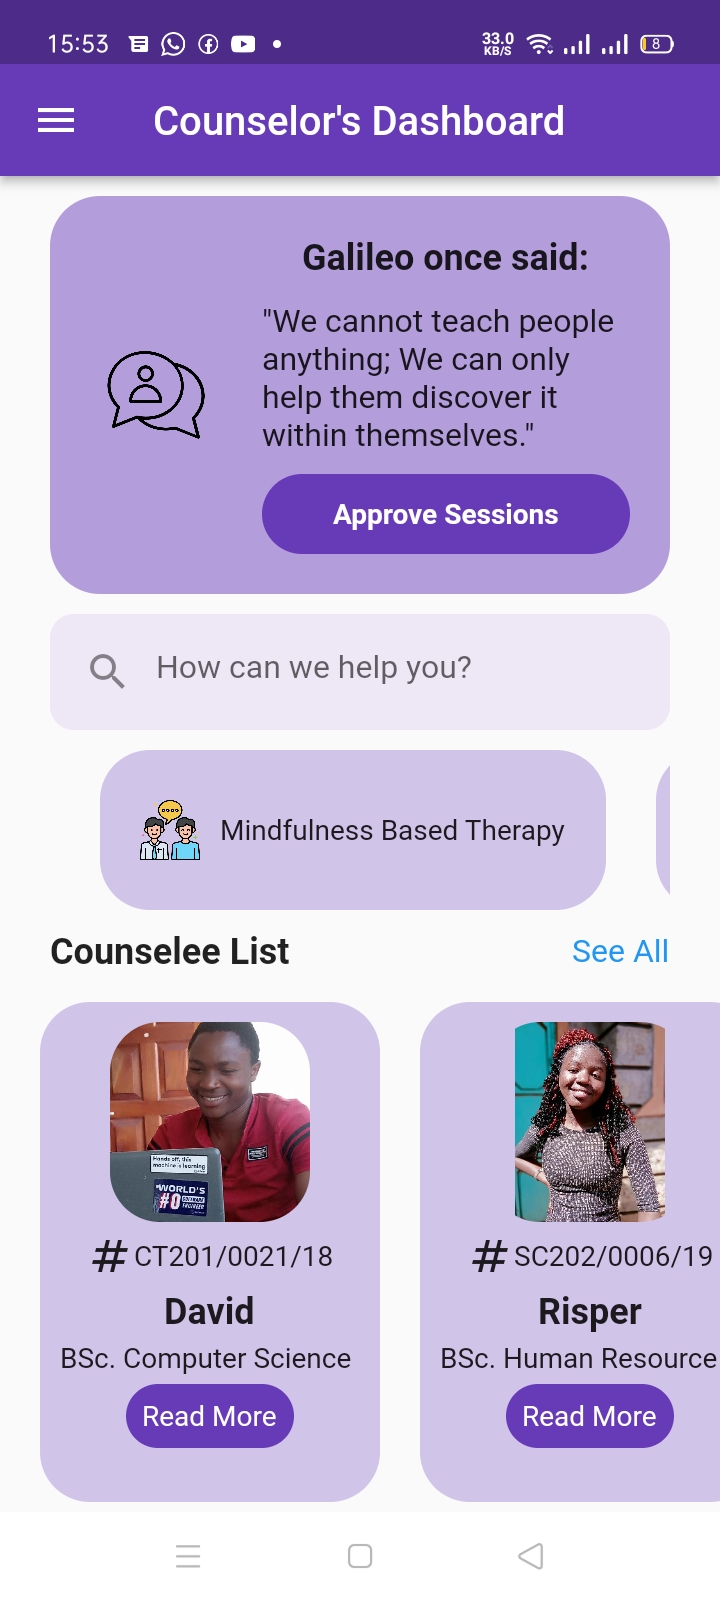 15:53
33.0
KB/S
8
Counselor's Dashboard
Galileo once said:
"We cannot teach people
anything; We can only
help them discover it
within themselves."
Approve Sessions
How can we help you?
Mindfulness Based Therapy
Counselee List
See All
Hands off, this
machine is learning
"WORLD'S
#0 SOFTWARE
ENGINEER
# CT201/0021/18
David
BSc. Computer Science
Read More
# SC202/0006/19
Risper
BSc. Human Resource
Read More